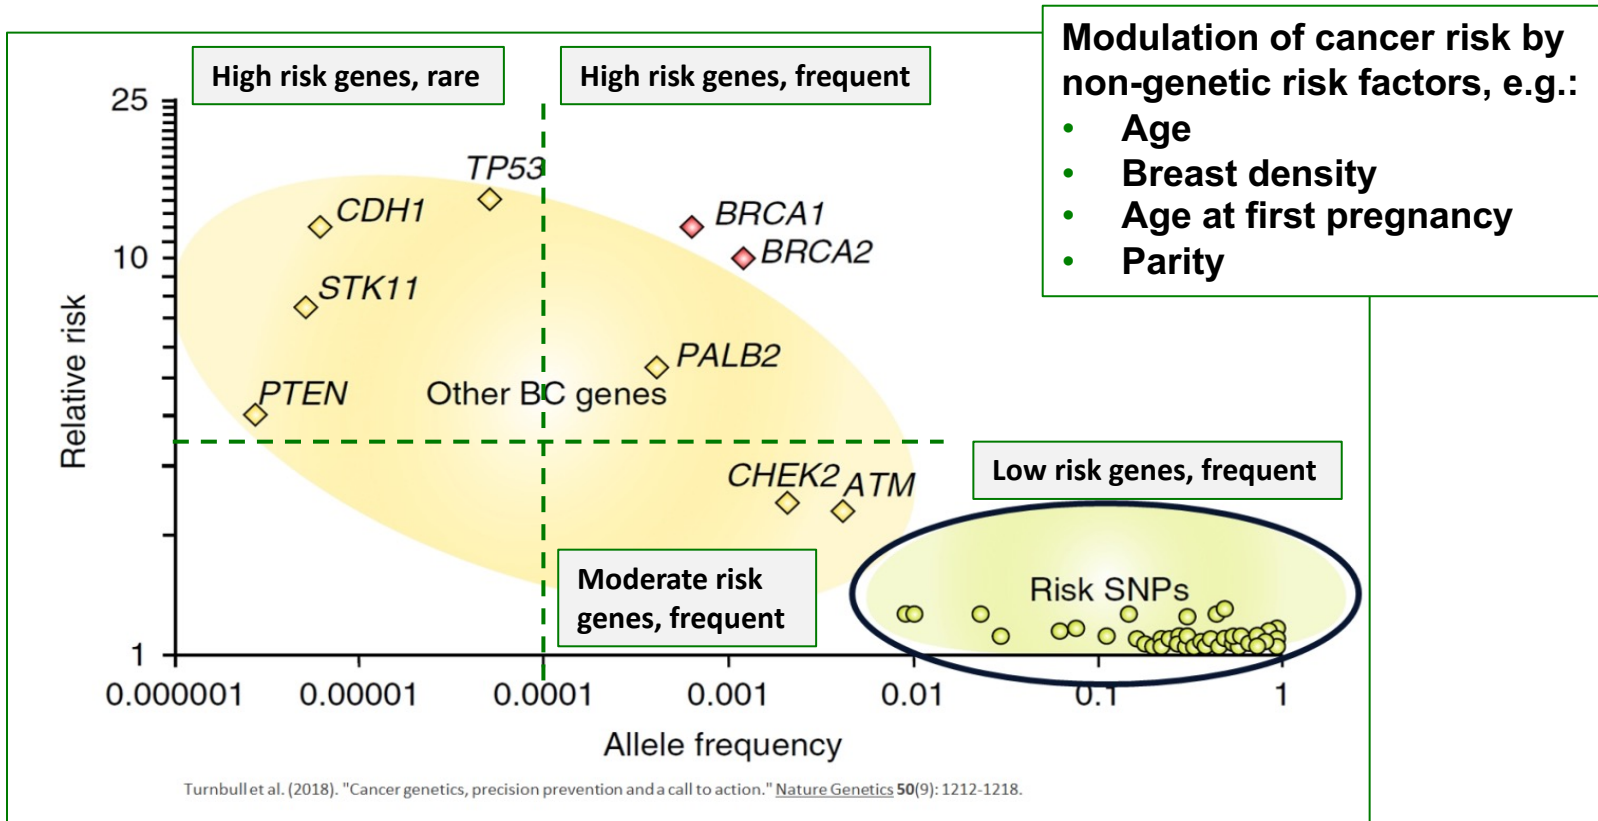 Modulation of cancer risk by
non-genetic risk factors, e.g.:
• Age
• Breast density
• Age at first pregnancy
• Parity
High risk genes, rare
High risk genes, frequent
25
10
1
Relative risk
TP53
CDH1
BRCA1
BRCA2
STK11
PALB2
PTEN
Other BC genes
CHEK2
ATM
Low risk genes, frequent
Moderate risk
genes, frequent
Risk SNPs
0.000001
0.00001
0.0001
0.001
0.01
0.1
1
Allele frequency
Turnbull et al. (2018). "Cancer genetics, precision prevention and a call to action." Nature Genetics 50(9): 1212-1218.